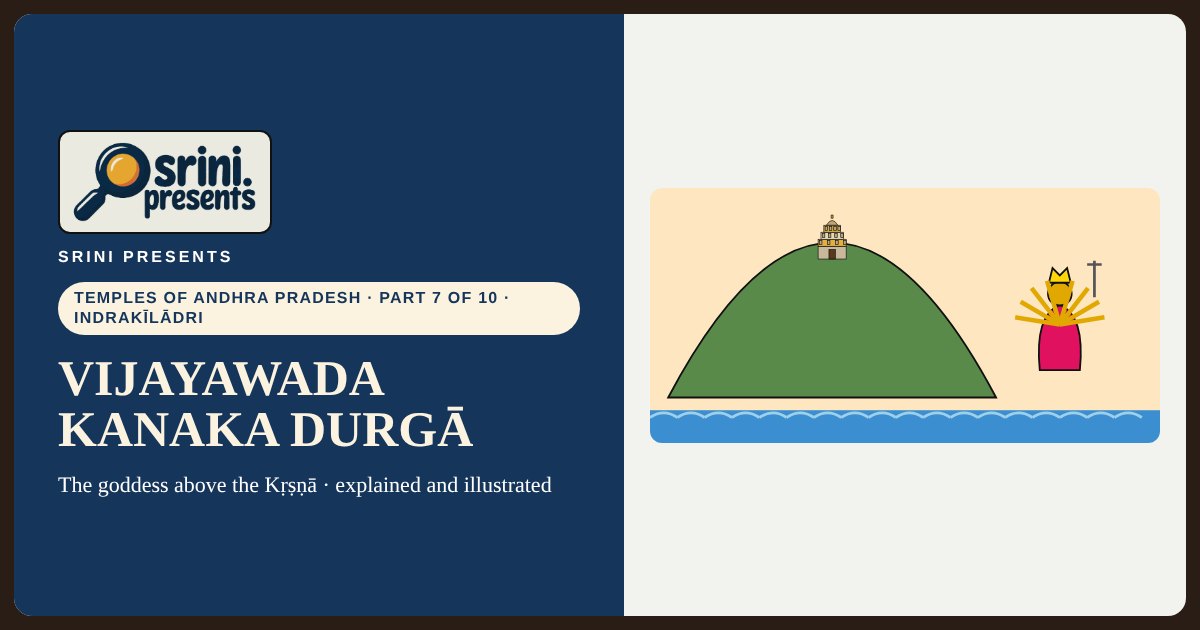 srini.
presents
SRINI PRESENTS
TEMPLES OF ANDHRA PRADESH · PART 7 OF 10 ·
INDRAKĪLĀDRI
VIJAYAWADA
KANAKA DURGĀ
The goddess above the Kṛṣṇā · explained and illustrated